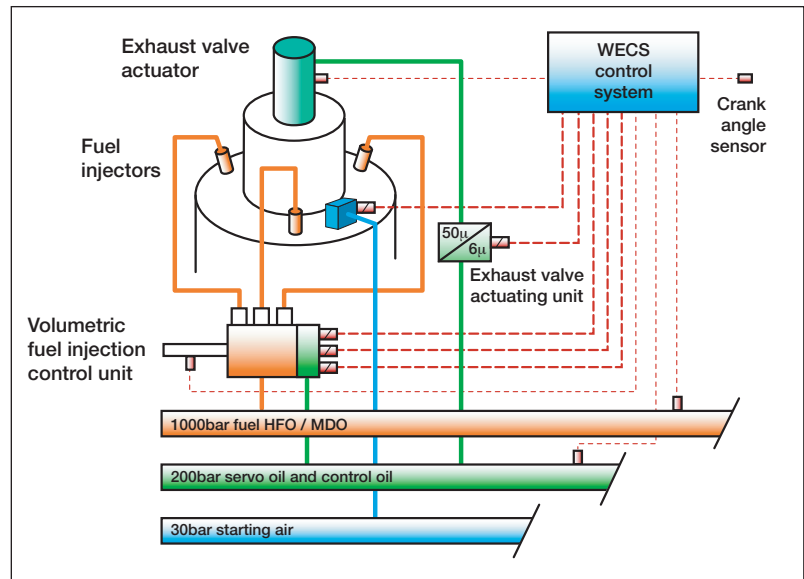 Exhaust valve
actuator
WECS
control
system
Crank
angle
sensor
Fuel
injectors
50µ
6µ
Exhaust valve
actuating unit
Volumetric
fuel injection
control unit
1000bar fuel HFO / MDO
200bar servo oil and control oil
30bar starting air